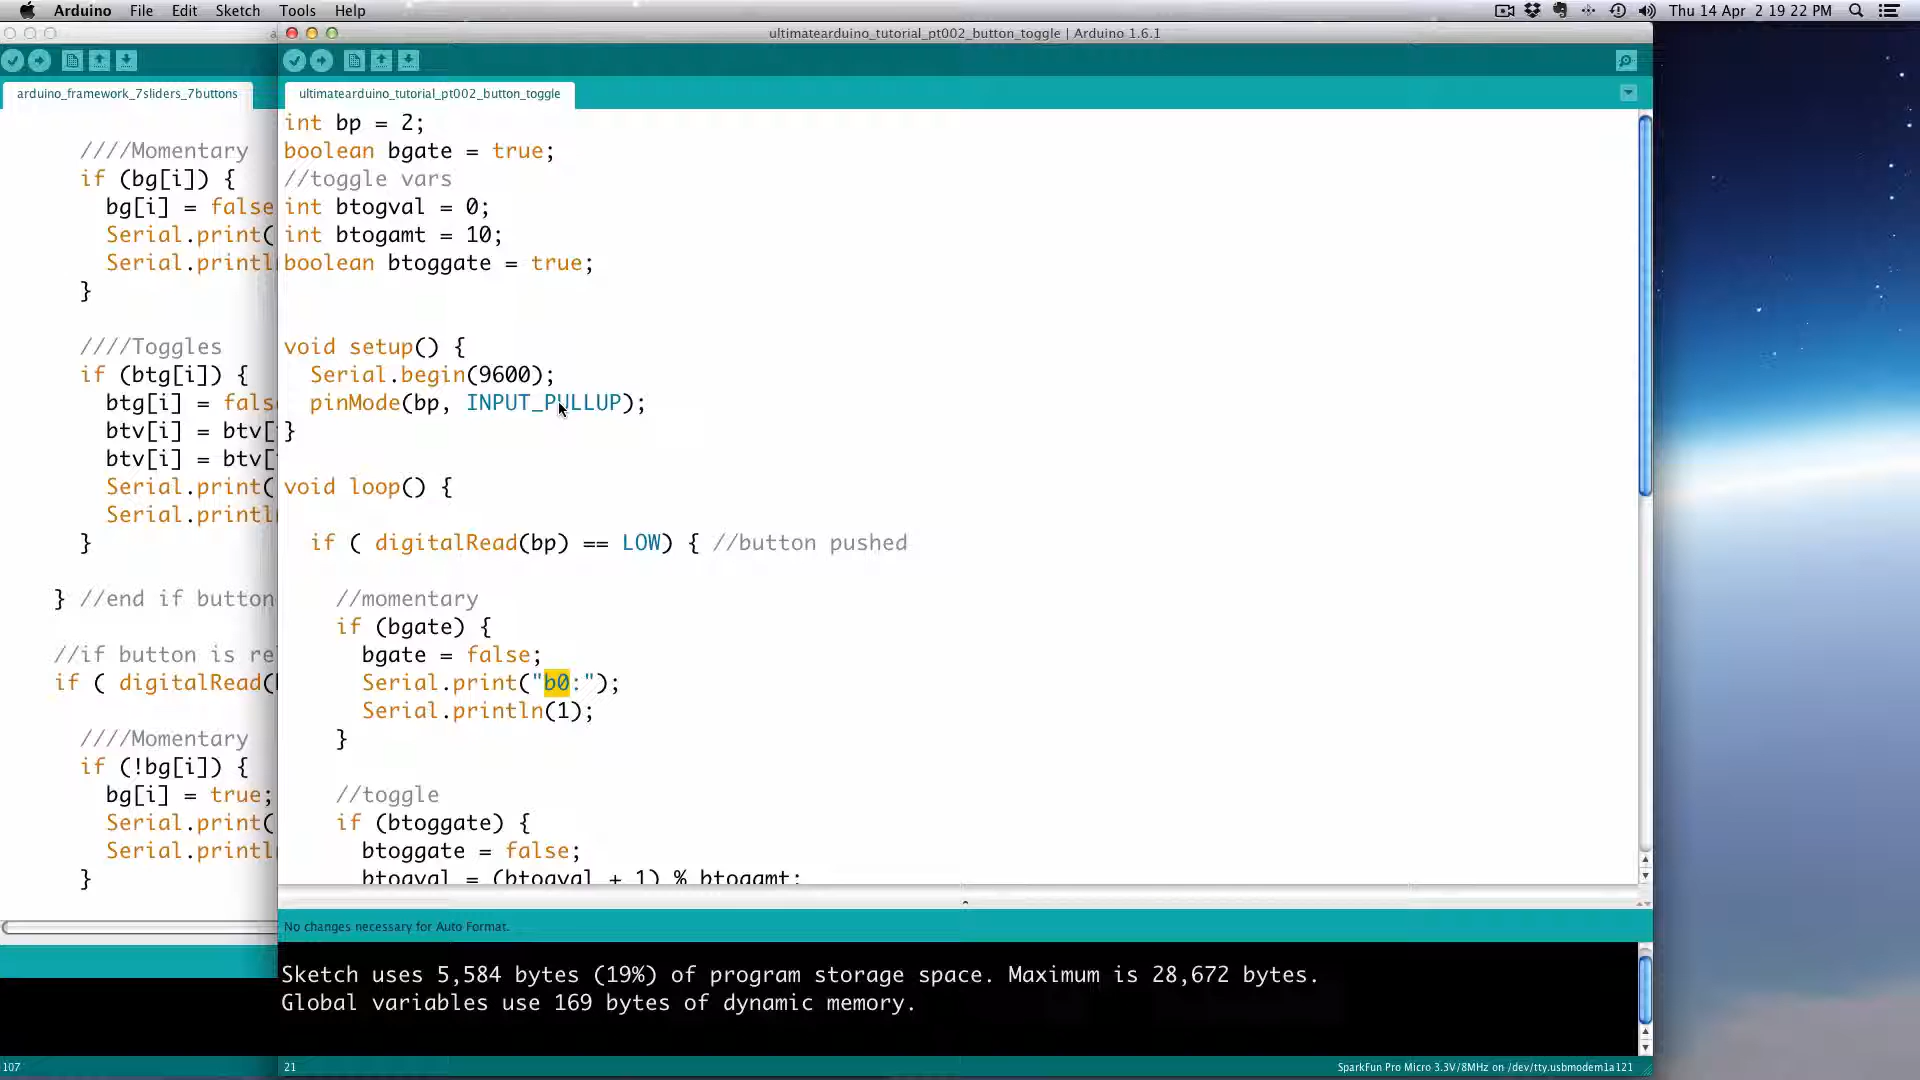 Arduino File Edit Sketch Tools Help Thu 14 Apr 2 19 22 PM
ultimatearduino_tutorial_pt002_button_toggle | Arduino 1.6.1
arduino_framework_7sliders_7buttons
////Momentary
if (bg[i]) {
bg[i] = false
Serial.print(
Serial.println
}
////Toggles
if (btg[i]) {
btg[i] = fals
btv[i] = btv[
btv[i] = btv[
Serial.print(
Serial.println
}
} //end if button
//if button is re
if ( digitalRead(
////Momentary
if (!bg[i]) {
bg[i] = true;
Serial.print(
Serial.println
}
107
ultimatearduino_tutorial_pt002_button_toggle
int bp = 2;
boolean bgate = true;
//toggle vars
int btogval = 0;
int btogamt = 10;
boolean btoggate = true;
void setup() {
Serial.begin(9600);
pinMode(bp, INPUT_PULLUP);
}
void loop() {
if ( digitalRead(bp) == LOW) { //button pushed
//momentary
if (bgate) {
bgate = false;
Serial.print("b0:");
Serial.println(1);
}
//toggle
if (btoggate) {
btoggate = false;
btogval = (btogval + 1) % btogamt;
No changes necessary for Auto Format.
Sketch uses 5,584 bytes (19%) of program storage space. Maximum is 28,672 bytes.
Global variables use 169 bytes of dynamic memory.
21 SparkFun Pro Micro 3.3V/8MHz on /dev/tty.usbmodem1a121